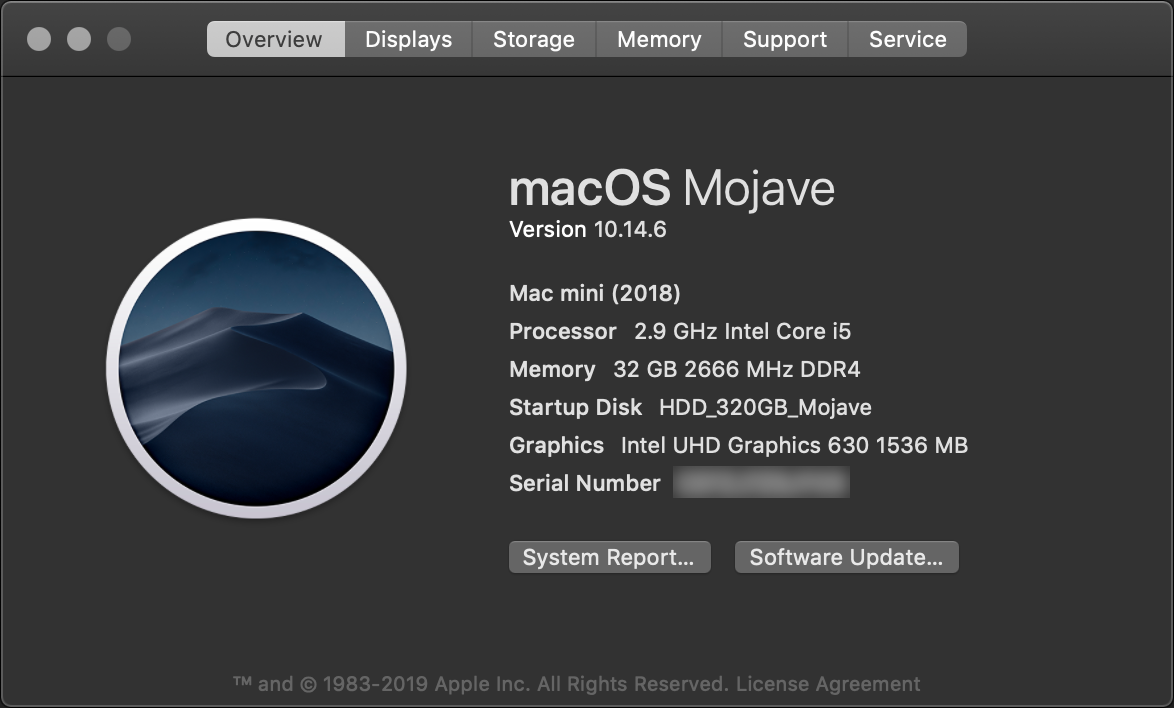 Overview Displays Storage Memory Support Service
macOS Mojave
Version 10.14.6
Mac mini (2018)
Processor 2.9 GHz Intel Core i5
Memory 32 GB 2666 MHz DDR4
Startup Disk HDD_320GB_Mojave
Graphics Intel UHD Graphics 630 1536 MB
Serial Number
System Report... Software Update...
™ and © 1983-2019 Apple Inc. All Rights Reserved. License Agreement